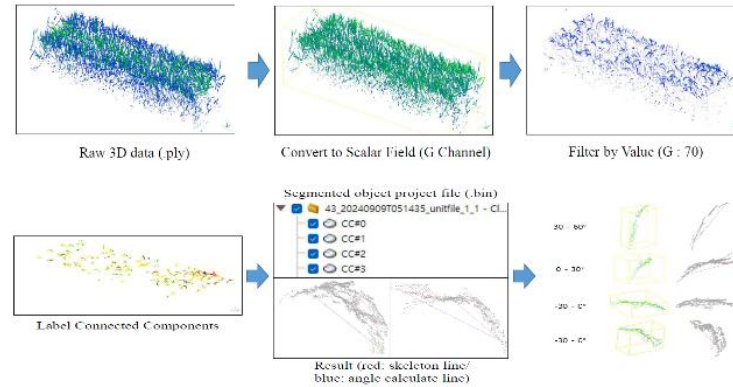 Raw 3D data (.ply)
Convert to Scalar Field (G Channel)
Filter by Value (G : 70)
Label Connected Components
Segmented object project file (.bin)
43_20240909T051435_unitfile_1_1 - Cl...
CC#0
CC#1
CC#2
CC#3
Result (red: skeleton line/
blue: angle calculate line)
30 - 60°
0 - 30°
-30 - 0°
-30 - 0°